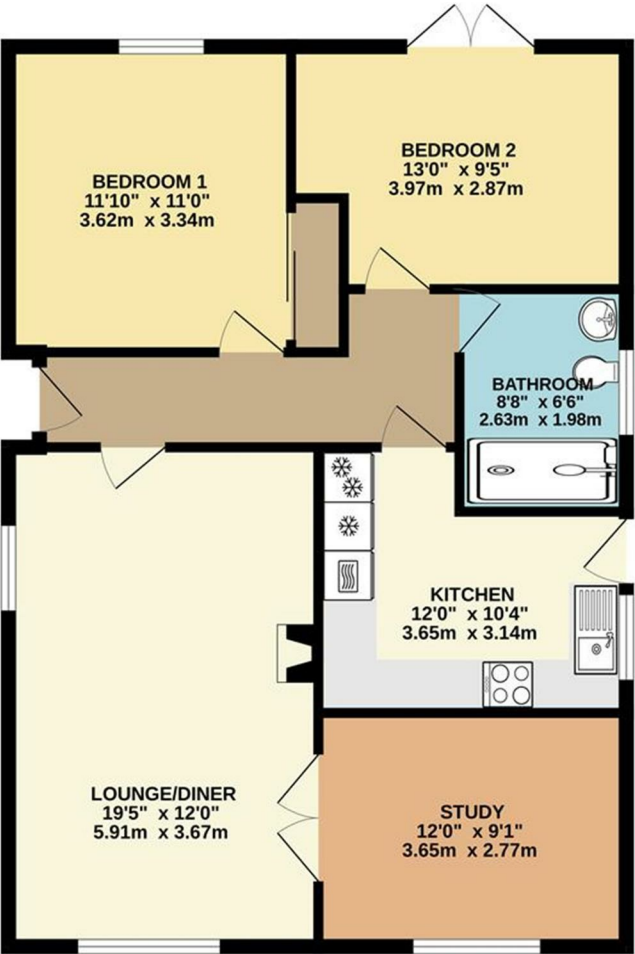 BEDROOM 1
11'10" x 11'0"
3.62m x 3.34m
BEDROOM 2
13'0" x 9'5"
3.97m x 2.87m
BATHROOM
8'8" x 6'6"
2.63m x 1.98m
KITCHEN
12'0" x 10'4"
3.65m x 3.14m
LOUNGE/DINER
19'5" x 12'0"
5.91m x 3.67m
STUDY
12'0" x 9'1"
3.65m x 2.77m